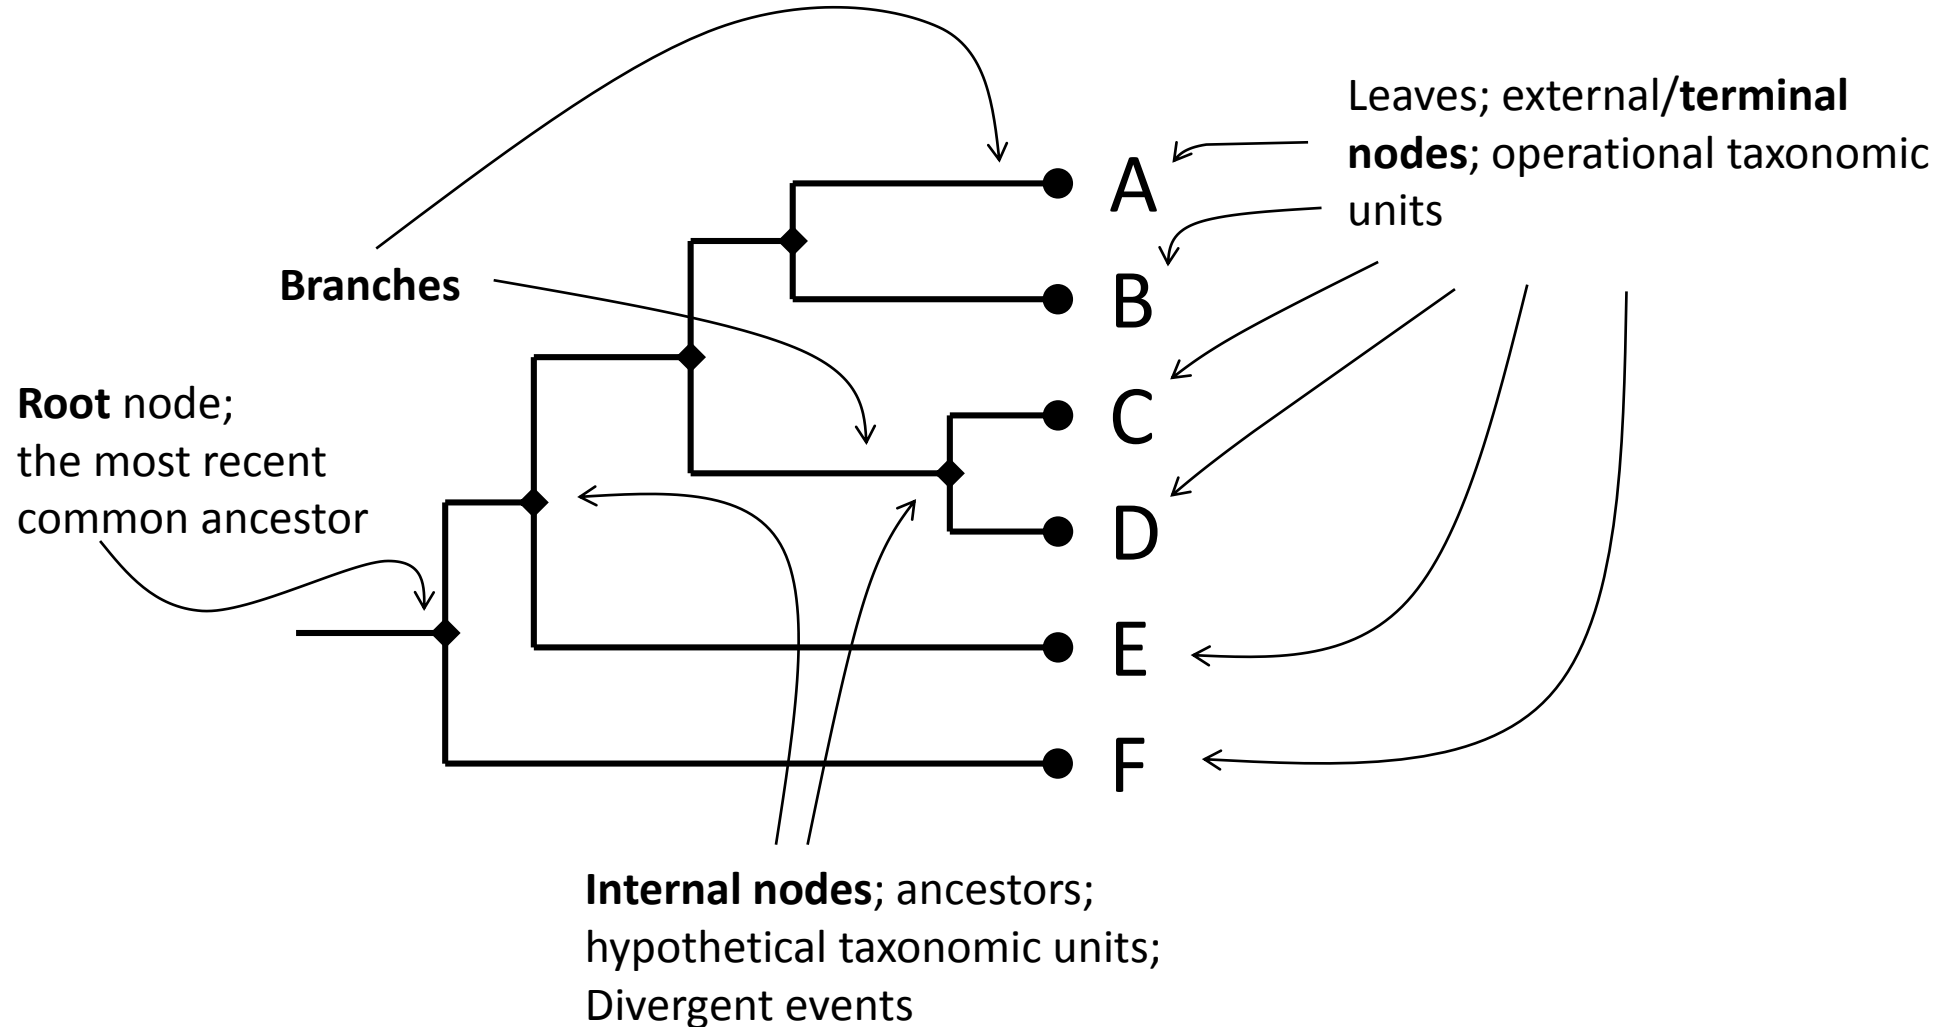 Leaves; external/terminal
nodes; operational taxonomic
units
A
B
Branches
C
Root node;
the most recent
common ancestor
D
E
F
Internal nodes; ancestors;
hypothetical taxonomic units;
Divergent events